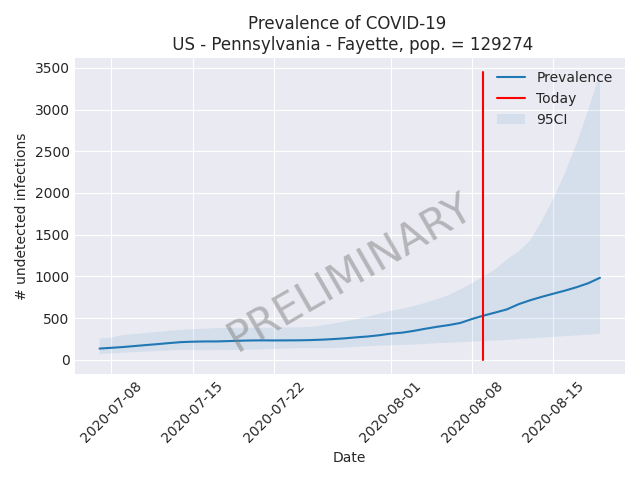 Prevalence of COVID-19
US - Pennsylvania - Fayette, pop. = 129274
3500
3000
2500
2000
1500
1000
500
0
# undetected infections
Prevalence
Today
95CI
PRELIMINARY
2020-07-08
2020-07-15
2020-07-22
2020-08-01
2020-08-08
2020-08-15
Date